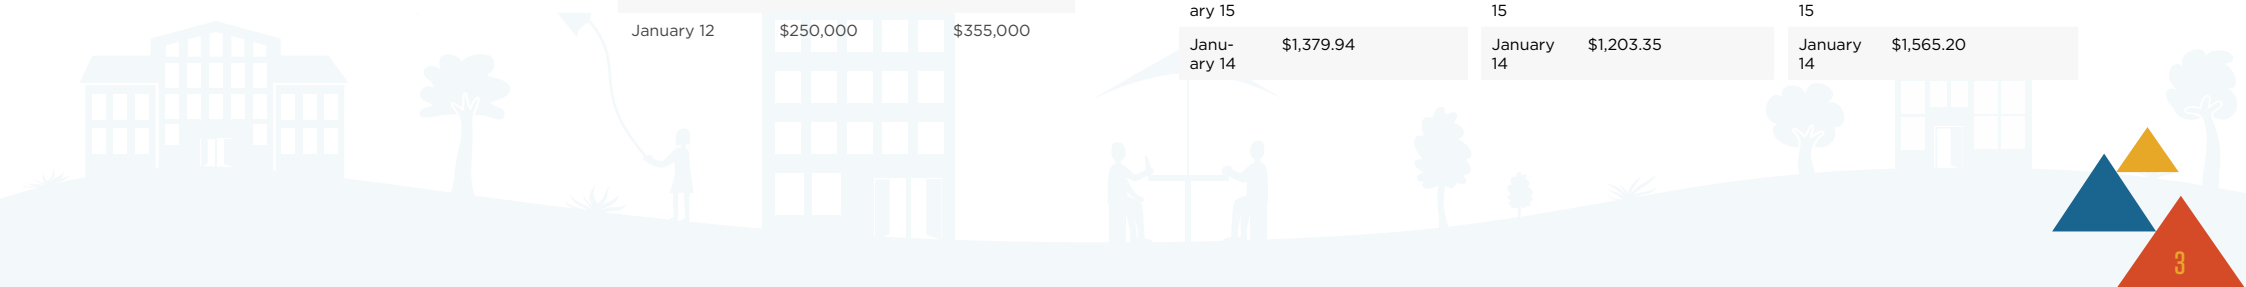 January 12 $250,000 $355,000
ary 15
Janu-
ary 14
$1,379.94
15
January
14
$1,203.35
15
January
14
$1,565.20
3